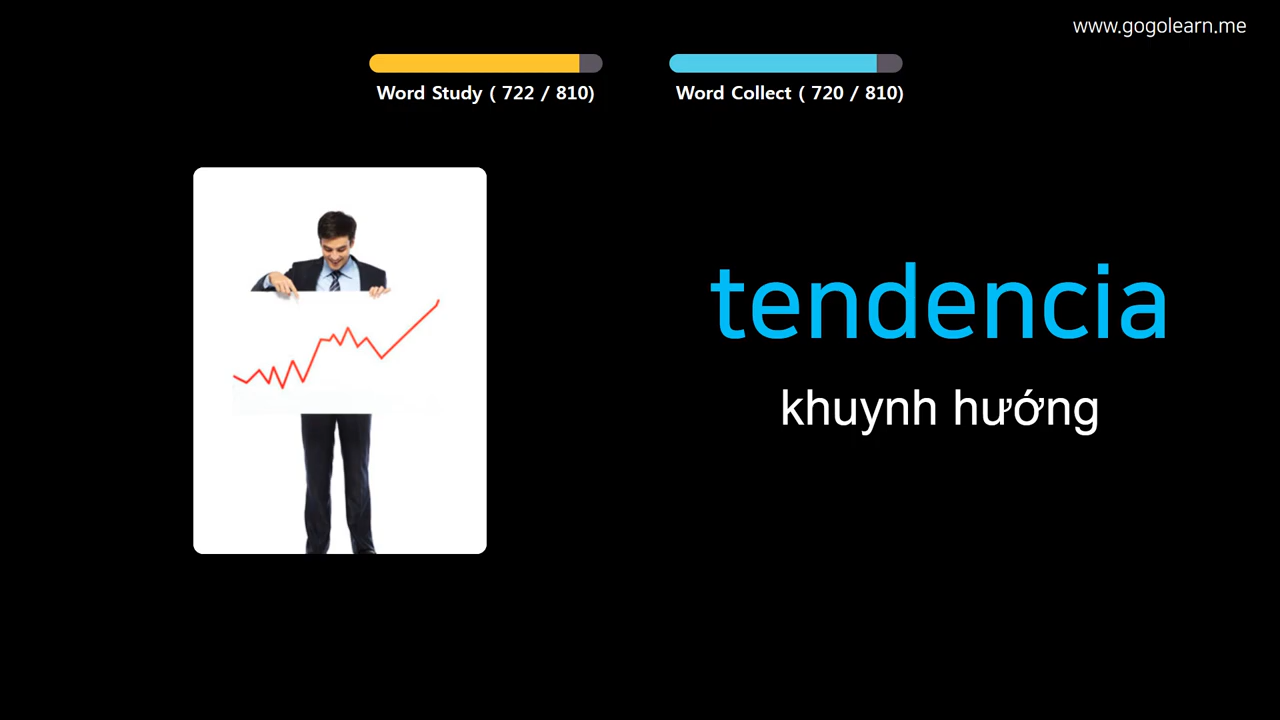 www.gogolearn.me
Word Study ( 722 / 810)
Word Collect ( 720 / 810)
tendencia
khuynh hướng